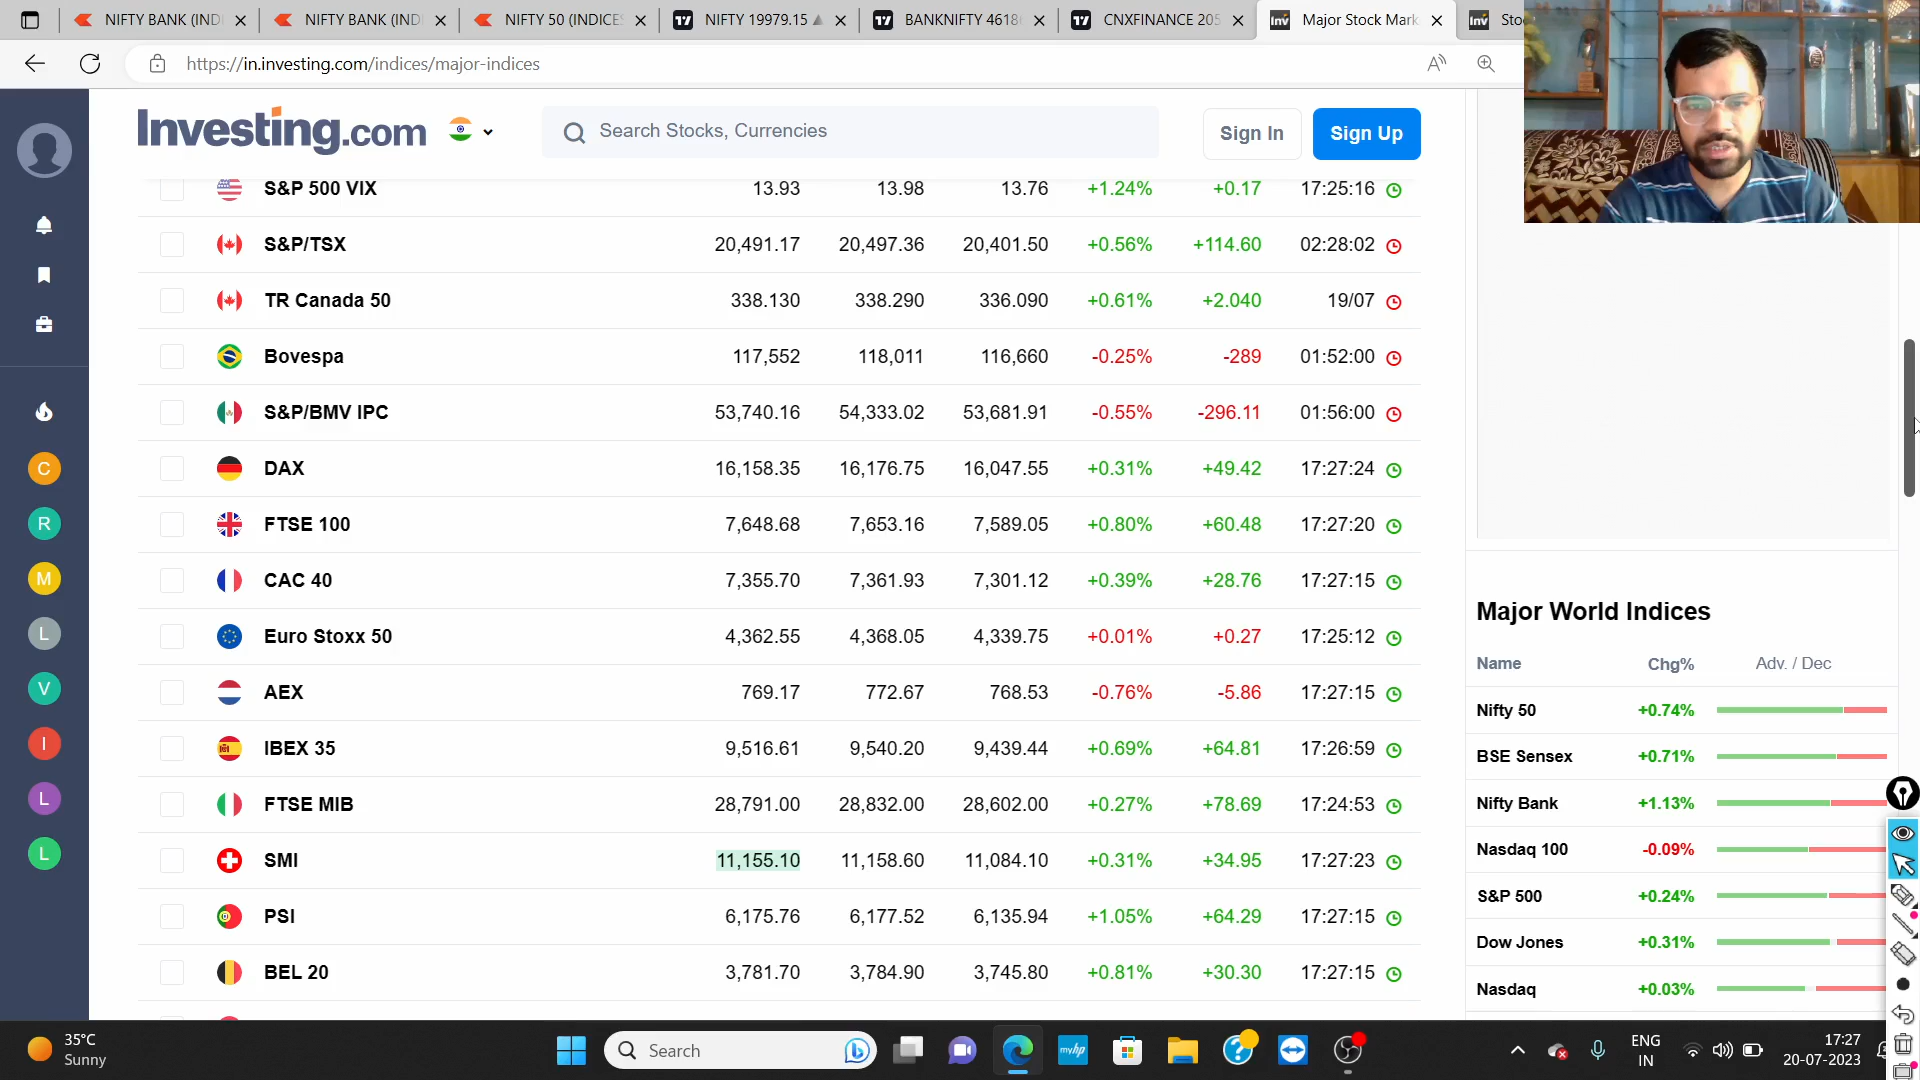 NIFTY BANK (INDI
NIFTY BANK (INDI
NIFTY 50 (INDICES
NIFTY 19979.15
BANKNIFTY 4618
CNXFINANCE 205
Major Stock Mark
Stoc
https://in.investing.com/indices/major-indices
Investing.com
Search Stocks, Currencies
Sign In
Sign Up
S&P 500 VIX 13.93 13.98 13.76 +1.24% +0.17 17:25:16
S&P/TSX 20,491.17 20,497.36 20,401.50 +0.56% +114.60 02:28:02
TR Canada 50 338.130 338.290 336.090 +0.61% +2.040 19/07
Bovespa 117,552 118,011 116,660 -0.25% -289 01:52:00
S&P/BMV IPC 53,740.16 54,333.02 53,681.91 -0.55% -296.11 01:56:00
DAX 16,158.35 16,176.75 16,047.55 +0.31% +49.42 17:27:24
FTSE 100 7,648.68 7,653.16 7,589.05 +0.80% +60.48 17:27:20
CAC 40 7,355.70 7,361.93 7,301.12 +0.39% +28.76 17:27:15
Euro Stoxx 50 4,362.55 4,368.05 4,339.75 +0.01% +0.27 17:25:12
AEX 769.17 772.67 768.53 -0.76% -5.86 17:27:15
IBEX 35 9,516.61 9,540.20 9,439.44 +0.69% +64.81 17:26:59
FTSE MIB 28,791.00 28,832.00 28,602.00 +0.27% +78.69 17:24:53
SMI 11,155.10 11,158.60 11,084.10 +0.31% +34.95 17:27:23
PSI 6,175.76 6,177.52 6,135.94 +1.05% +64.29 17:27:15
BEL 20 3,781.70 3,784.90 3,745.80 +0.81% +30.30 17:27:15
C
R
M
L
V
I
L
L
Major World Indices
Name Chg% Adv. / Dec
Nifty 50 +0.74%
BSE Sensex +0.71%
Nifty Bank +1.13%
Nasdaq 100 -0.09%
S&P 500 +0.24%
Dow Jones +0.31%
Nasdaq +0.03%
35°C
Sunny
Search
myhp
ENG
IN
17:27
20-07-2023